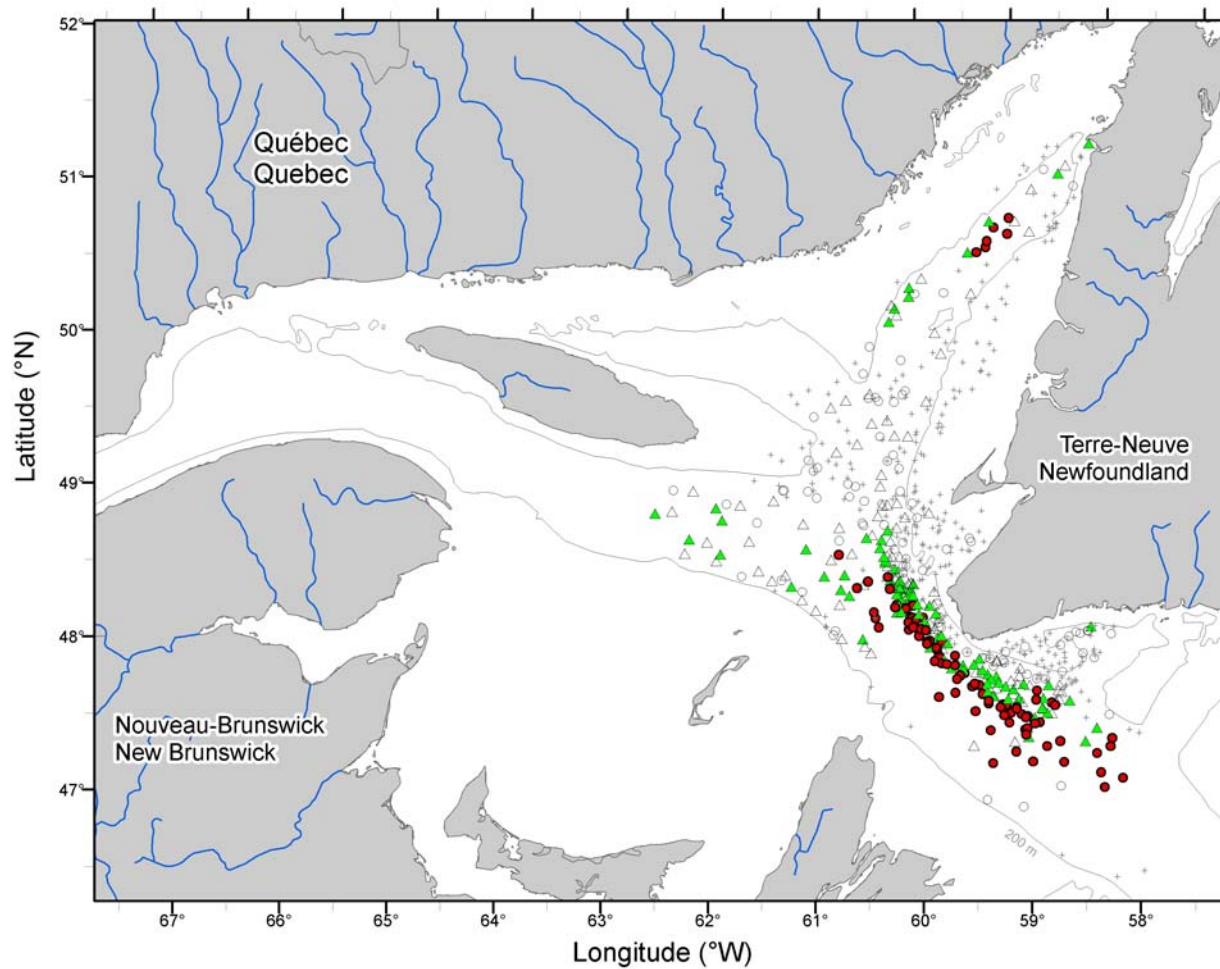 52°
51°
50°
49°
48°
47°
Latitude (°N)
Québec
Quebec
Terre-Neuve
Newfoundland
Nouveau-Brunswick
New Brunswick
200 m
67°
66°
65°
64°
63°
62°
61°
60°
59°
58°
Longitude (°W)